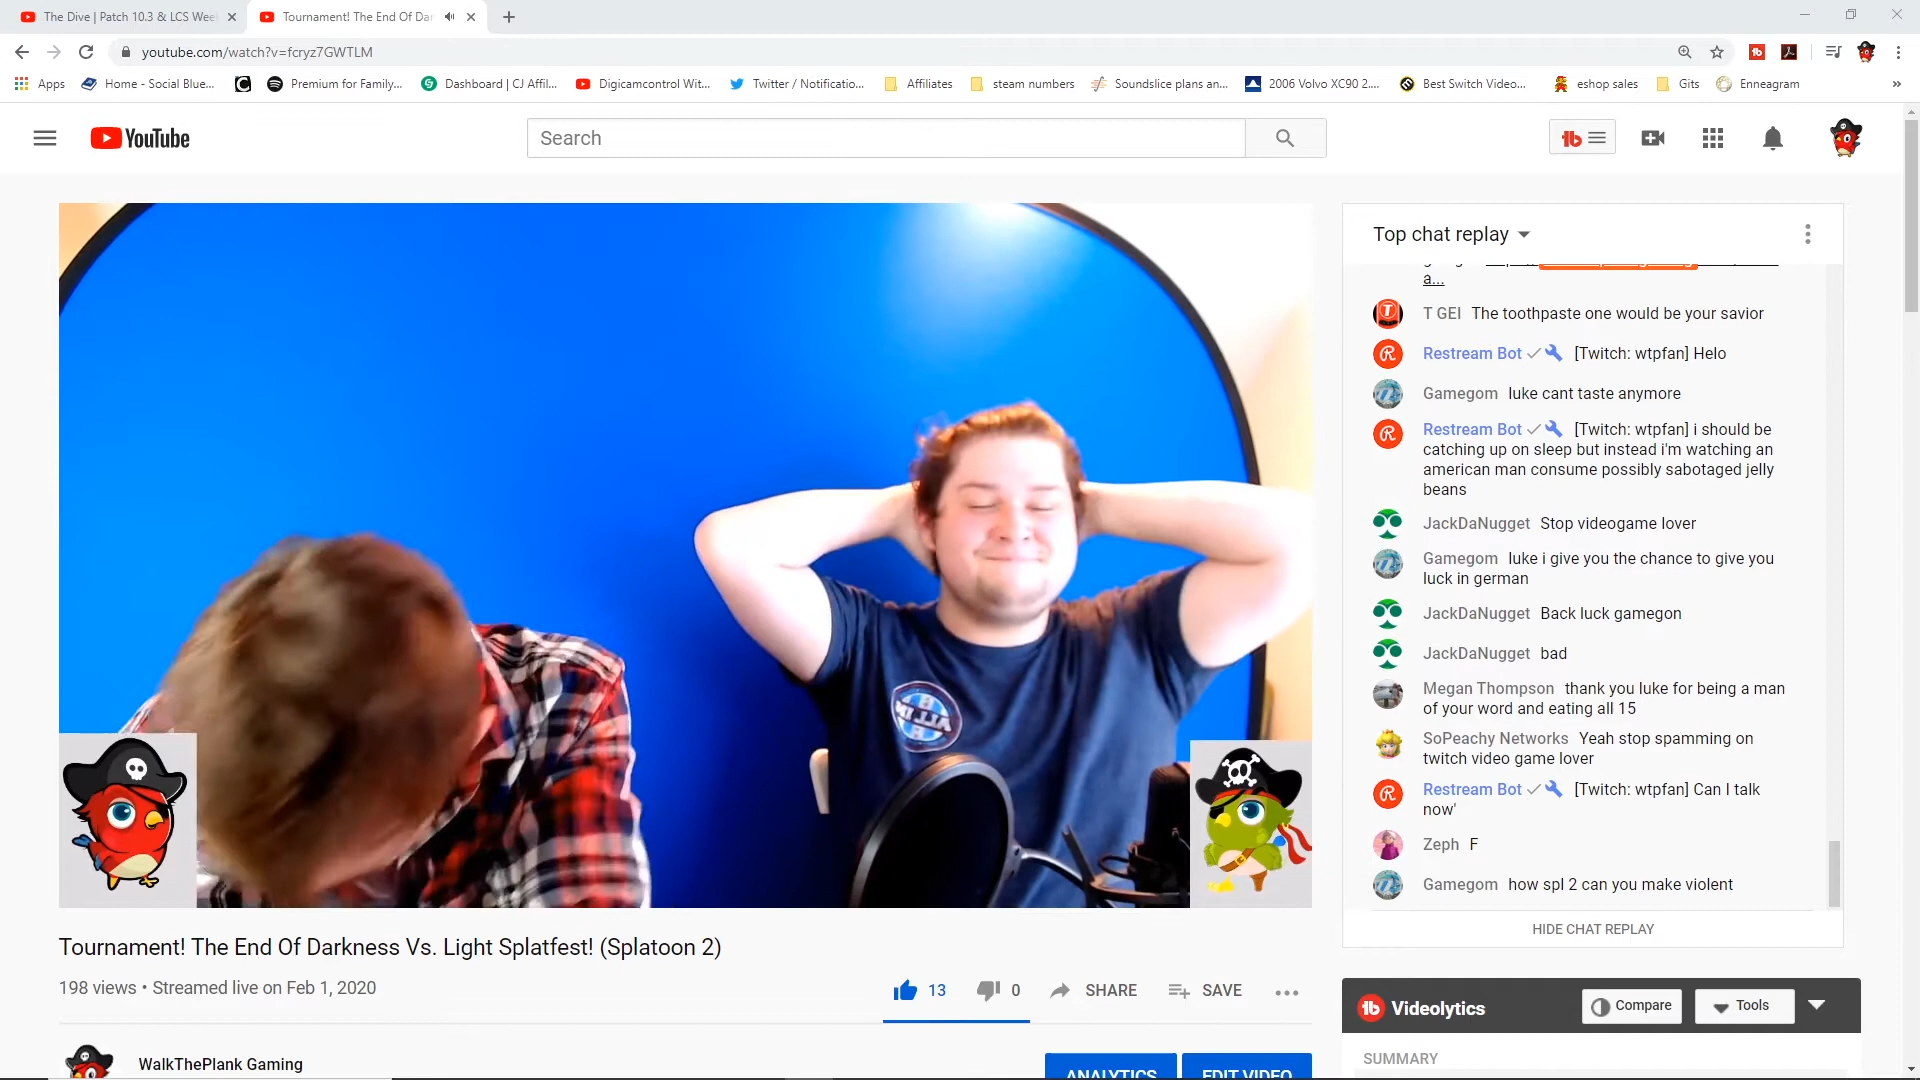 The Dive | Patch 10.3 & LCS Wee
Tournament! The End Of Dar
youtube.com/watch?v=fcryz7GWTLM
Apps Home - Social Blue... Premium for Family... Dashboard | CJ Affil... Digicamcontrol Wit... Twitter / Notificatio... Affiliates steam numbers Soundslice plans an... 2006 Volvo XC90 2.... Best Switch Video... eshop sales Gits Enneagram »
YouTube
Search
Top chat replay
a...
T GEI The toothpaste one would be your savior
Restream Bot [Twitch: wtpfan] Helo
Gamegom luke cant taste anymore
Restream Bot [Twitch: wtpfan] i should be
catching up on sleep but instead i'm watching an
american man consume possibly sabotaged jelly
beans
JackDaNugget Stop videogame lover
Gamegom luke i give you the chance to give you
luck in german
JackDaNugget Back luck gamegon
JackDaNugget bad
Megan Thompson thank you luke for being a man
of your word and eating all 15
SoPeachy Networks Yeah stop spamming on
twitch video game lover
Restream Bot [Twitch: wtpfan] Can I talk
now'
Zeph F
Gamegom how spl 2 can you make violent
HIDE CHAT REPLAY
ALL IN
Tournament! The End Of Darkness Vs. Light Splatfest! (Splatoon 2)
198 views • Streamed live on Feb 1, 2020
13 0 SHARE SAVE
WalkThePlank Gaming
ANALYTICS EDIT VIDEO
tb Videolytics Compare Tools
SUMMARY